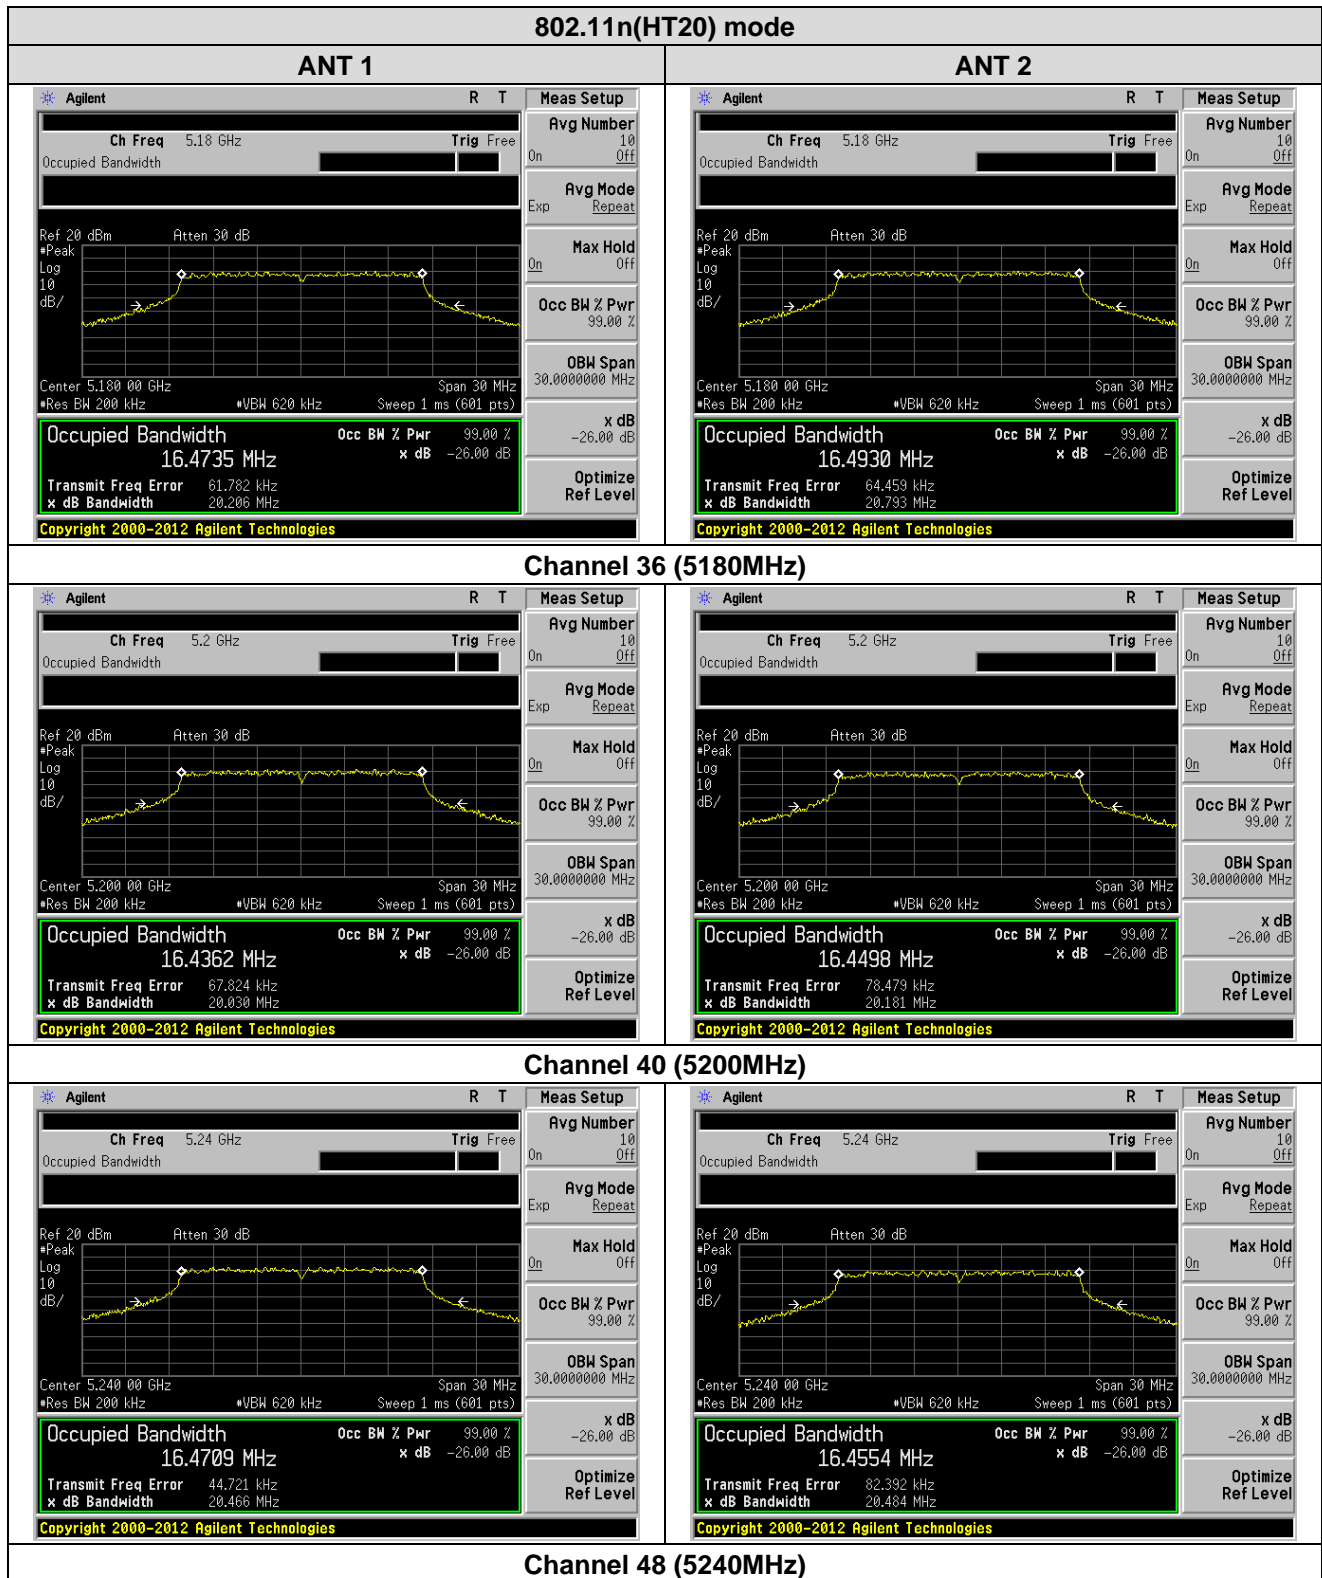 802.11n(HT20) mode
ANT 1
ANT 2
Agilent R T
Ch Freq 5.18 GHz Trig Free
Occupied Bandwidth
Ref 20 dBm Atten 30 dB
#Peak
Log
10
dB/
Center 5.180 00 GHz Span 30 MHz
#Res BW 200 kHz #VBW 620 kHz Sweep 1 ms (601 pts)
Occupied Bandwidth Occ BW % Pwr 99.00 %
16.4735 MHz x dB -26.00 dB
Transmit Freq Error 61.782 kHz
x dB Bandwidth 20.206 MHz
Copyright 2000-2012 Agilent Technologies
Meas Setup
Avg Number
10
On Off
Avg Mode
Exp Repeat
Max Hold
On Off
Occ BW % Pwr
99.00 %
OBW Span
30.0000000 MHz
x dB
-26.00 dB
Optimize
Ref Level
Agilent R T
Ch Freq 5.18 GHz Trig Free
Occupied Bandwidth
Ref 20 dBm Atten 30 dB
#Peak
Log
10
dB/
Center 5.180 00 GHz Span 30 MHz
#Res BW 200 kHz #VBW 620 kHz Sweep 1 ms (601 pts)
Occupied Bandwidth Occ BW % Pwr 99.00 %
16.4930 MHz x dB -26.00 dB
Transmit Freq Error 64.459 kHz
x dB Bandwidth 20.793 MHz
Copyright 2000-2012 Agilent Technologies
Meas Setup
Avg Number
10
On Off
Avg Mode
Exp Repeat
Max Hold
On Off
Occ BW % Pwr
99.00 %
OBW Span
30.0000000 MHz
x dB
-26.00 dB
Optimize
Ref Level
Channel 36 (5180MHz)
Agilent R T
Ch Freq 5.2 GHz Trig Free
Occupied Bandwidth
Ref 20 dBm Atten 30 dB
#Peak
Log
10
dB/
Center 5.200 00 GHz Span 30 MHz
#Res BW 200 kHz #VBW 620 kHz Sweep 1 ms (601 pts)
Occupied Bandwidth Occ BW % Pwr 99.00 %
16.4362 MHz x dB -26.00 dB
Transmit Freq Error 67.824 kHz
x dB Bandwidth 20.030 MHz
Copyright 2000-2012 Agilent Technologies
Meas Setup
Avg Number
10
On Off
Avg Mode
Exp Repeat
Max Hold
On Off
Occ BW % Pwr
99.00 %
OBW Span
30.0000000 MHz
x dB
-26.00 dB
Optimize
Ref Level
Agilent R T
Ch Freq 5.2 GHz Trig Free
Occupied Bandwidth
Ref 20 dBm Atten 30 dB
#Peak
Log
10
dB/
Center 5.200 00 GHz Span 30 MHz
#Res BW 200 kHz #VBW 620 kHz Sweep 1 ms (601 pts)
Occupied Bandwidth Occ BW % Pwr 99.00 %
16.4498 MHz x dB -26.00 dB
Transmit Freq Error 78.479 kHz
x dB Bandwidth 20.181 MHz
Copyright 2000-2012 Agilent Technologies
Meas Setup
Avg Number
10
On Off
Avg Mode
Exp Repeat
Max Hold
On Off
Occ BW % Pwr
99.00 %
OBW Span
30.0000000 MHz
x dB
-26.00 dB
Optimize
Ref Level
Channel 40 (5200MHz)
Agilent R T
Ch Freq 5.24 GHz Trig Free
Occupied Bandwidth
Ref 20 dBm Atten 30 dB
#Peak
Log
10
dB/
Center 5.240 00 GHz Span 30 MHz
#Res BW 200 kHz #VBW 620 kHz Sweep 1 ms (601 pts)
Occupied Bandwidth Occ BW % Pwr 99.00 %
16.4709 MHz x dB -26.00 dB
Transmit Freq Error 44.721 kHz
x dB Bandwidth 20.466 MHz
Copyright 2000-2012 Agilent Technologies
Meas Setup
Avg Number
10
On Off
Avg Mode
Exp Repeat
Max Hold
On Off
Occ BW % Pwr
99.00 %
OBW Span
30.0000000 MHz
x dB
-26.00 dB
Optimize
Ref Level
Agilent R T
Ch Freq 5.24 GHz Trig Free
Occupied Bandwidth
Ref 20 dBm Atten 30 dB
#Peak
Log
10
dB/
Center 5.240 00 GHz Span 30 MHz
#Res BW 200 kHz #VBW 620 kHz Sweep 1 ms (601 pts)
Occupied Bandwidth Occ BW % Pwr 99.00 %
16.4554 MHz x dB -26.00 dB
Transmit Freq Error 82.392 kHz
x dB Bandwidth 20.484 MHz
Copyright 2000-2012 Agilent Technologies
Meas Setup
Avg Number
10
On Off
Avg Mode
Exp Repeat
Max Hold
On Off
Occ BW % Pwr
99.00 %
OBW Span
30.0000000 MHz
x dB
-26.00 dB
Optimize
Ref Level
Channel 48 (5240MHz)